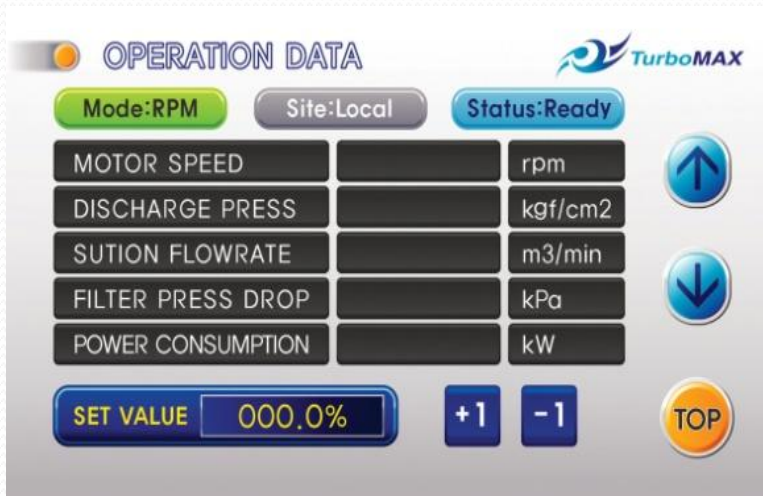 OPERATION DATA
TurboMAX
Mode:RPM Site:Local Status:Ready
MOTOR SPEED rpm
DISCHARGE PRESS kgf/cm2
SUTION FLOWRATE m3/min
FILTER PRESS DROP kPa
POWER CONSUMPTION kW
SET VALUE 000.0% +1 -1 TOP